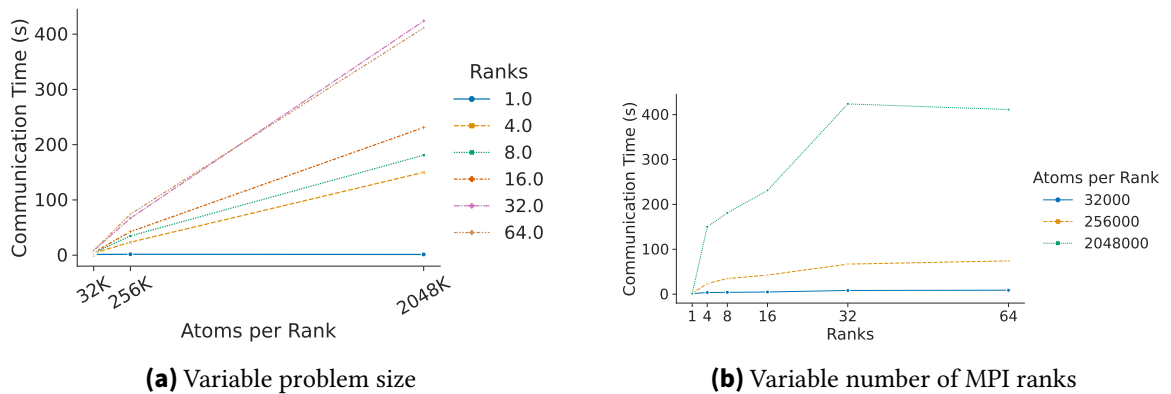 Communication Time (s)
400
300
200
100
0
32K
256K
2048K
Atoms per Rank
Ranks
1.0
4.0
8.0
16.0
32.0
64.0
(a) Variable problem size
Communication Time (s)
400
300
200
100
0
1 4 8 16 32 64
Ranks
Atoms per Rank
32000
256000
2048000
(b) Variable number of MPI ranks